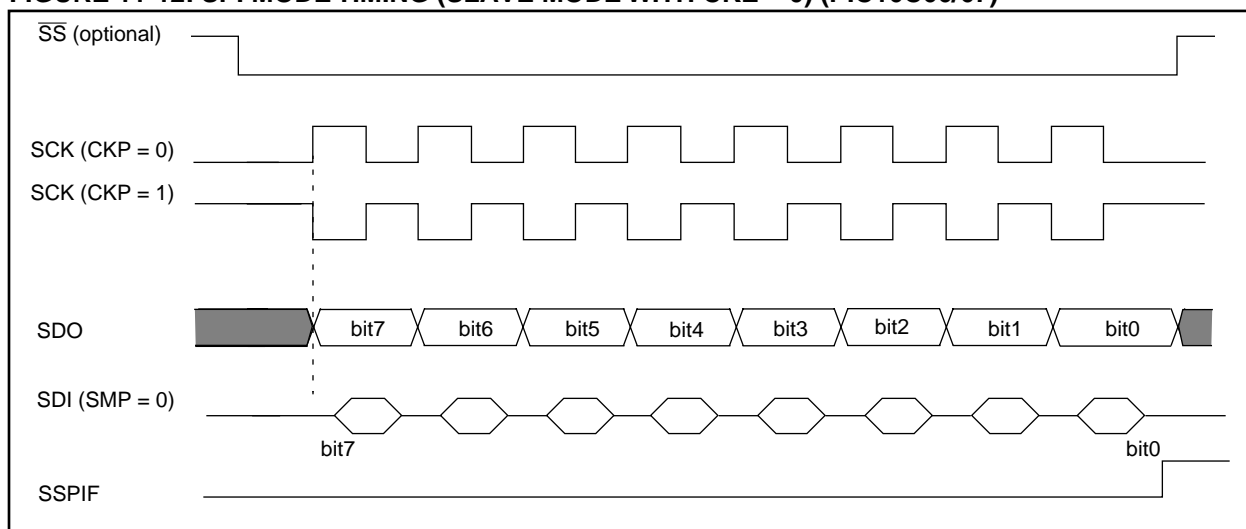 SS (optional)
SCK (CKP = 0)
SCK (CKP = 1)
SDO
bit7 bit6 bit5 bit4 bit3 bit2 bit1 bit0
SDI (SMP = 0)
bit7 bit0
SSPIF